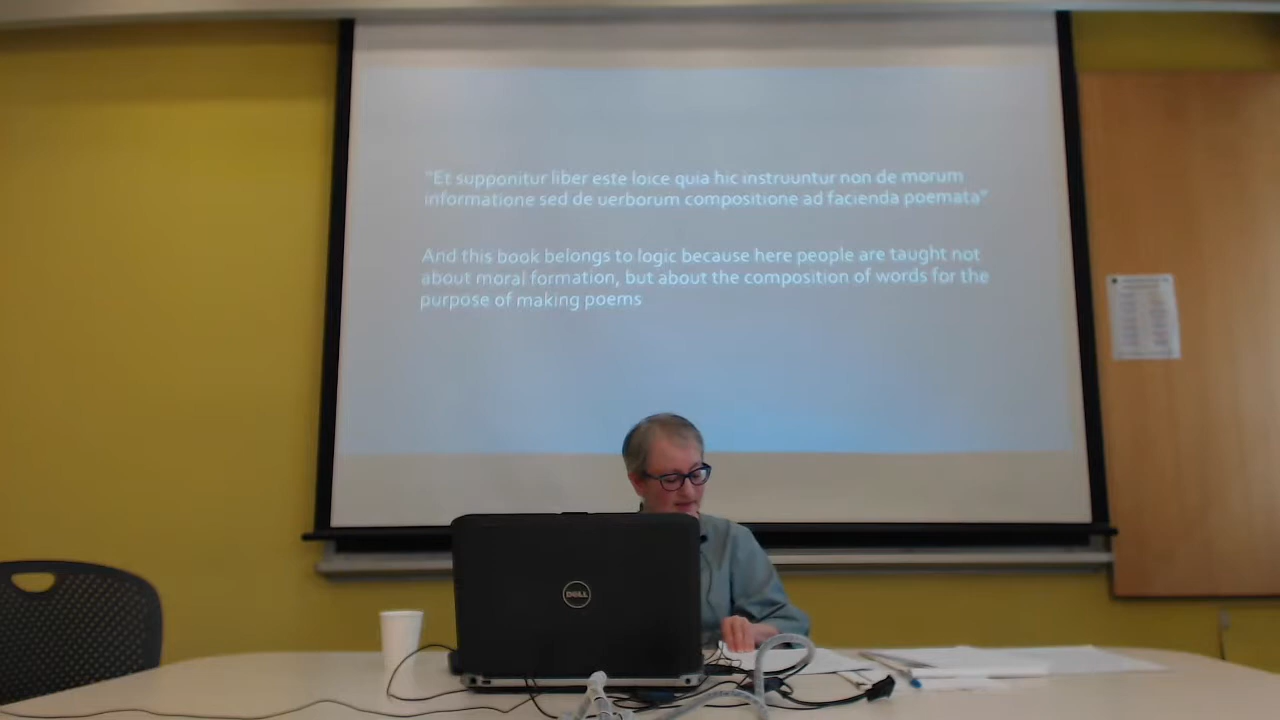 "Et supponitur liber este loice quia hic instruuntur non de morum
informatione sed de uerborum compositione ad facienda poemata"
And this book belongs to logic because here people are taught not
about moral formation, but about the composition of words for the
purpose of making poems
DELL